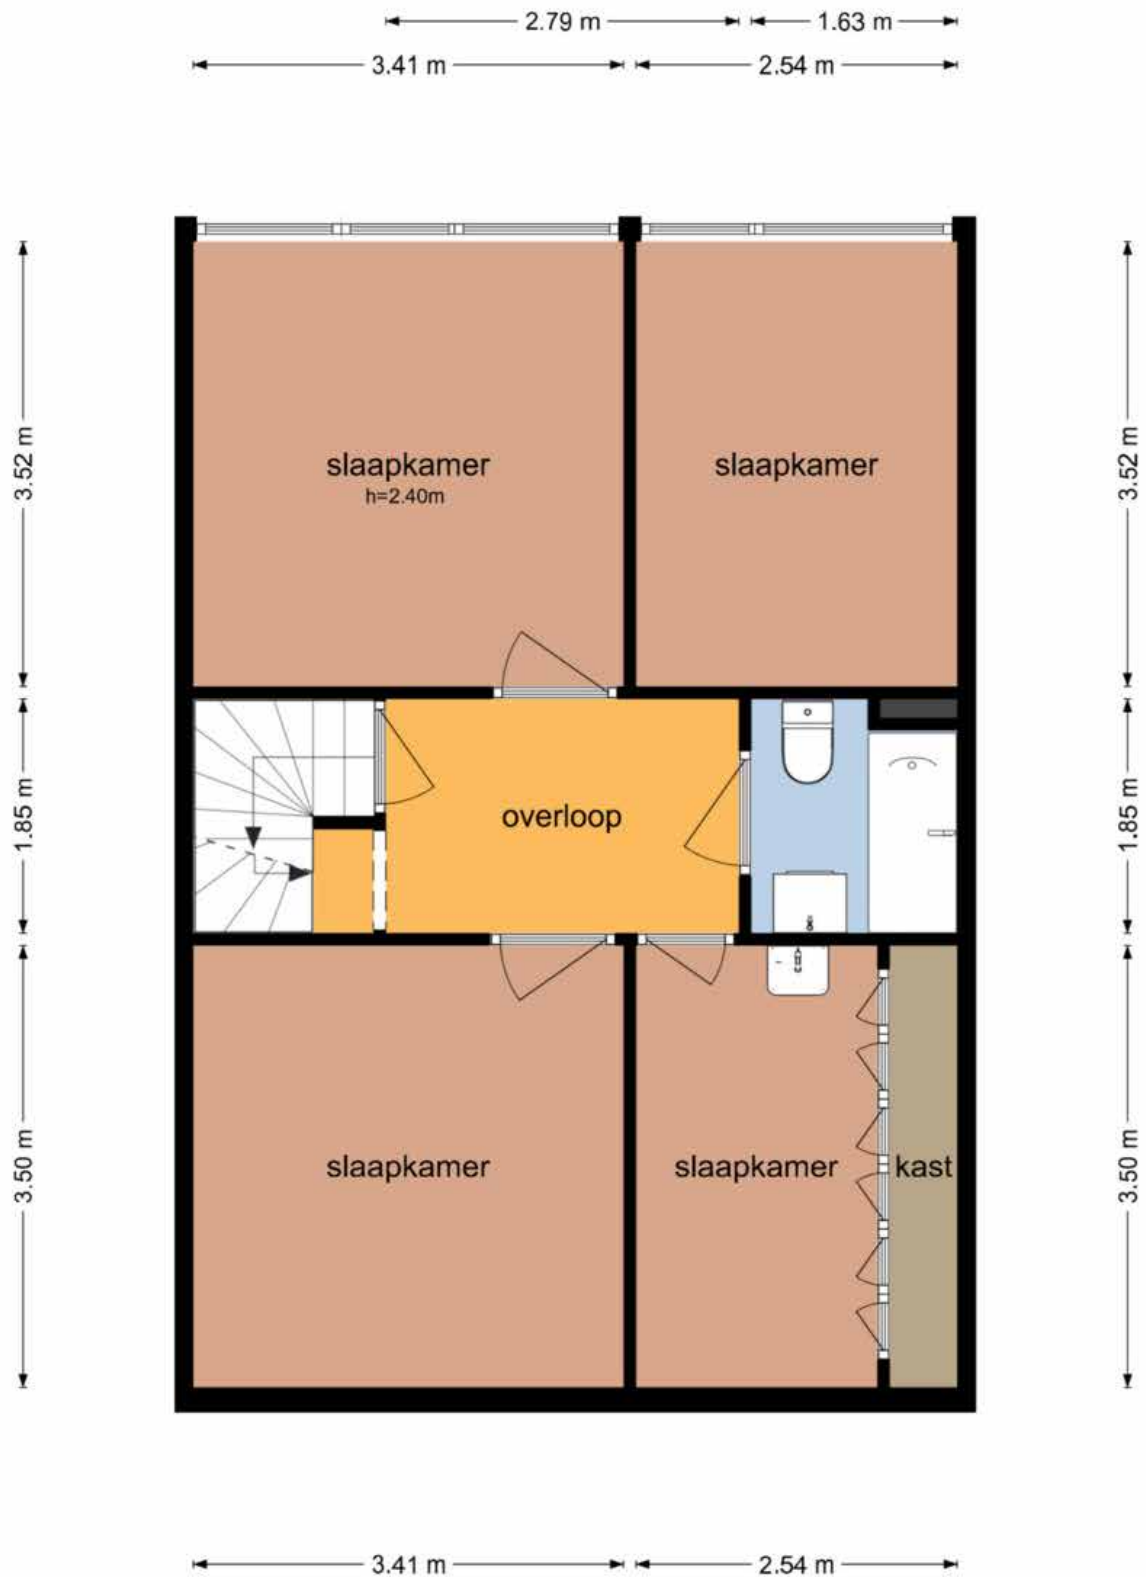 2.79 m
1.63 m
3.41 m
2.54 m
3.52 m
3.52 m
slaapkamer
h=2.40m
slaapkamer
1.85 m
overloop
1.85 m
3.50 m
slaapkamer
slaapkamer
kast
3.50 m
3.41 m
2.54 m